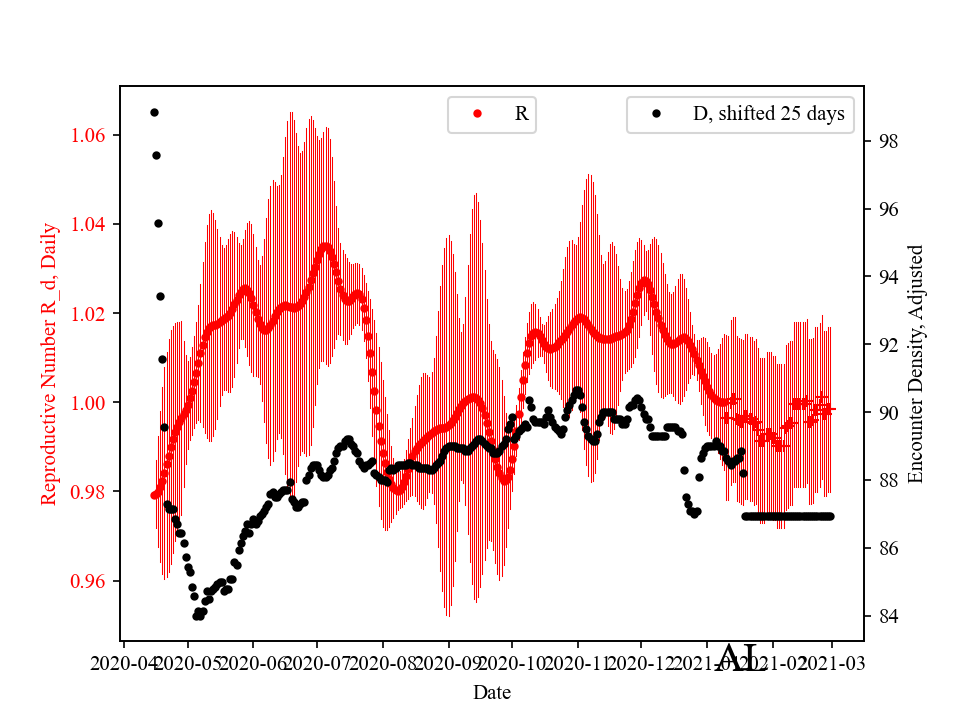 R
D, shifted 25 days
Reproductive Number R_d, Daily
1.06
1.04
1.02
1.00
0.98
0.96
98
96
94
92
90
88
86
84
Encounter Density, Adjusted
2020-04 2020-05 2020-06 2020-07 2020-08 2020-09 2020-10 2020-11 2020-12 2021-01 2021-02 2021-03
AL
Date